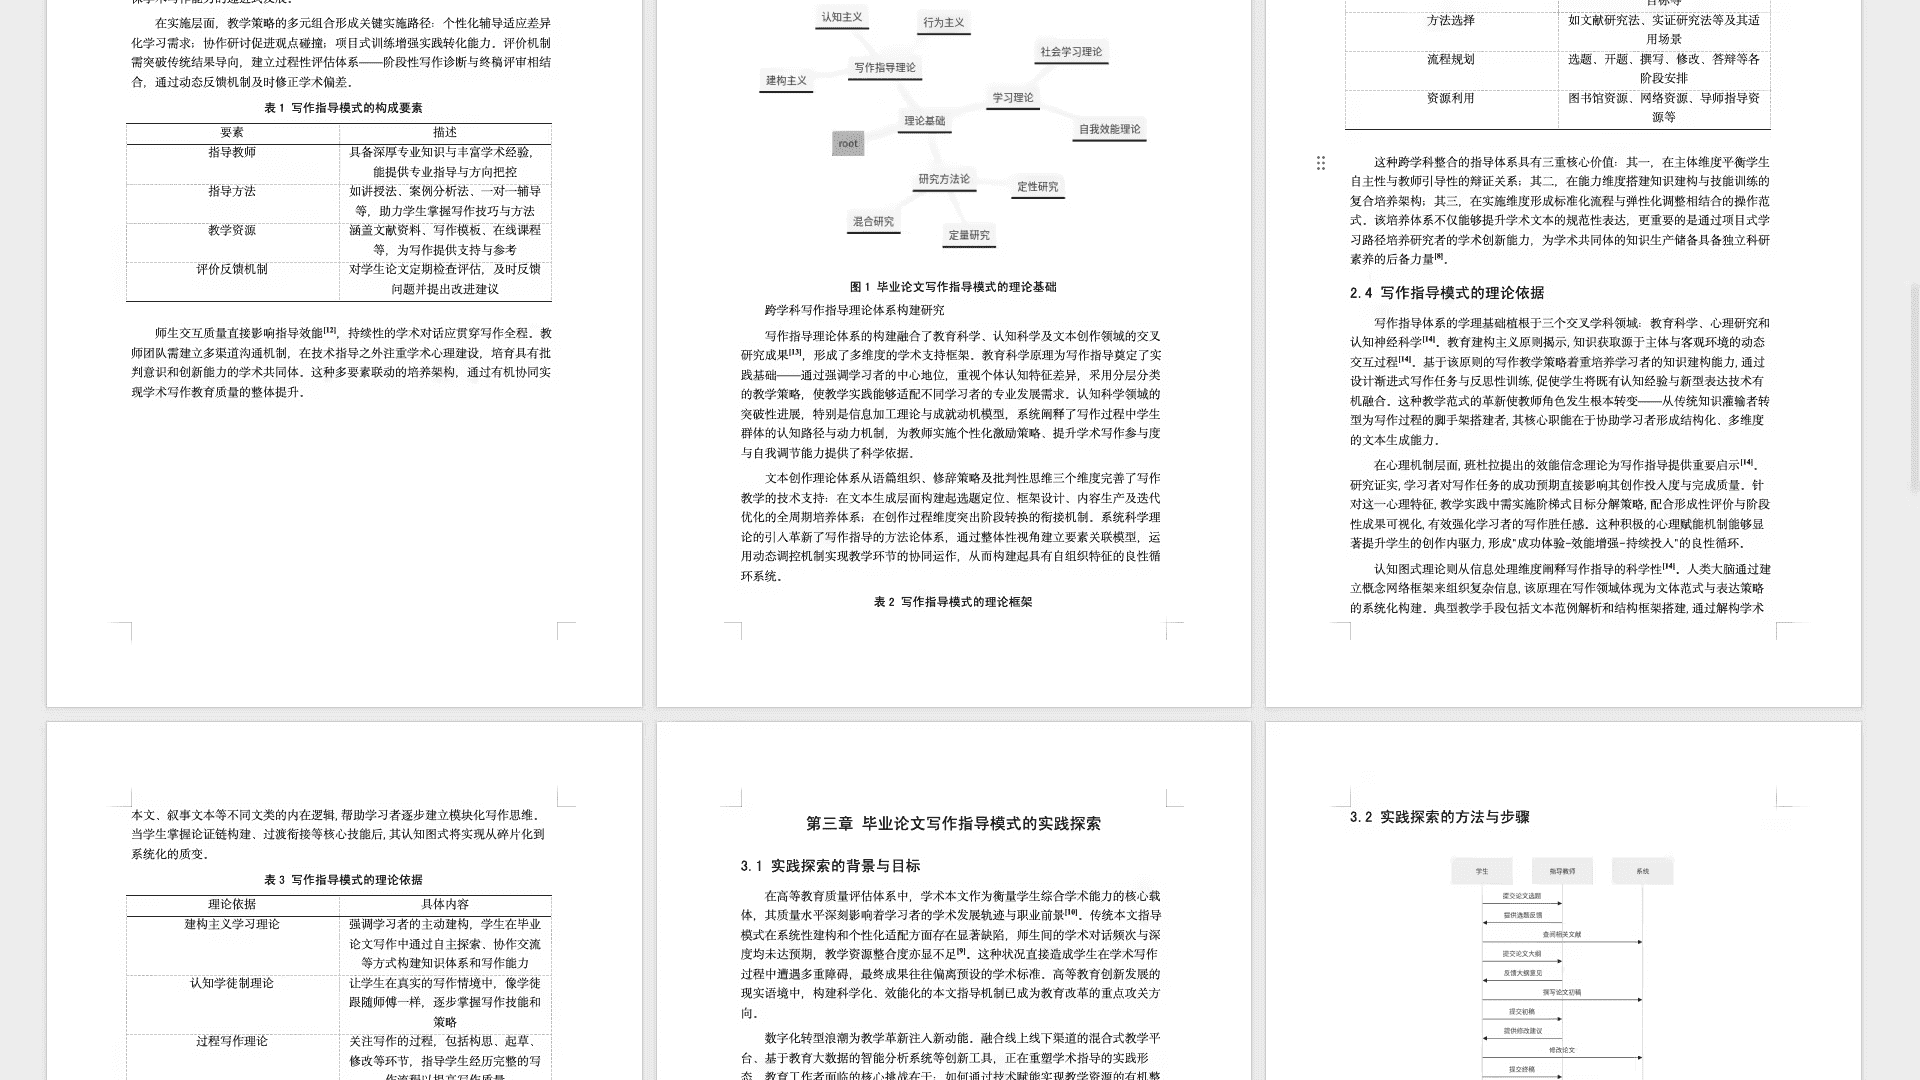 在实施层面，教学策略的多元组合形成关键实施路径：个性化辅导适应差异
化学习需求；协作研讨促进观点碰撞；项目式训练增强实践转化能力。评价机制
需突破传统结果导向，建立过程性评估体系——阶段性写作诊断与终稿评审相结
合，通过动态反馈机制及时修正学术偏差。
表 1 写作指导模式的构成要素
要素 描述
指导教师 具备深厚专业知识与丰富学术经验，
能提供专业指导与方向把控
指导方法 如讲授法、案例分析法、一对一辅导
等，助力学生掌握写作技巧与方法
教学资源 涵盖文献资料、写作模板、在线课程
等，为写作提供支持与参考
评价反馈机制 对学生论文定期检查评估，及时反馈
问题并提出改进建议
师生交互质量直接影响指导效能[12]，持续性的学术对话应贯穿写作全程。教
师团队需建立多渠道沟通机制，在技术指导之外注重学术心理建设，培育具有批
判意识和创新能力的学术共同体。这种多要素联动的培养架构，通过有机协同实
现学术写作教育质量的整体提升。
认知主义
行为主义
社会学习理论
写作指导理论
建构主义
学习理论
理论基础
自我效能理论
root
研究方法论
定性研究
混合研究
定量研究
图 1 毕业论文写作指导模式的理论基础
跨学科写作指导理论体系构建研究
写作指导理论体系的构建融合了教育科学、认知科学及文本创作领域的交叉
研究成果[13]，形成了多维度的学术支持框架。教育科学原理为写作指导奠定了实
践基础——通过强调学习者的中心地位，重视个体认知特征差异，采用分层分类
的教学策略，使教学实践能够适配不同学习者的专业发展需求。认知科学领域的
突破性进展，特别是信息加工理论与成就动机模型，系统阐释了写作过程中学生
群体的认知路径与动力机制，为教师实施个性化激励策略、提升学术写作参与度
与自我调节能力提供了科学依据。
文本创作理论体系从语篇组织、修辞策略及批判性思维三个维度完善了写作
教学的技术支持：在文本生成层面构建起选题定位、框架设计、内容生产及迭代
优化的全周期培养体系；在创作过程维度突出阶段转换的衔接机制。系统科学理
论的引入革新了写作指导的方法论体系，通过整体性视角建立要素关联模型，运
用动态调控机制实现教学环节的协同运作，从而构建起具有自组织特征的良性循
环系统。
表 2 写作指导模式的理论框架
目标等
方法选择 如文献研究法、实证研究法等及其适
用场景
流程规划 选题、开题、撰写、修改、答辩等各
阶段安排
资源利用 图书馆资源、网络资源、导师指导资
源等
这种跨学科整合的指导体系具有三重核心价值：其一，在主体维度平衡学生
自主性与教师引导性的辩证关系；其二，在能力维度搭建知识建构与技能训练的
复合培养架构；其三，在实施维度形成标准化流程与弹性化调整相结合的操作范
式。该培养体系不仅能够提升学术文本的规范性表达，更重要的是通过项目式学
习路径培养研究者的学术创新能力，为学术共同体的知识生产储备具备独立科研
素养的后备力量[8]。
2.4 写作指导模式的理论依据
写作指导体系的学理基础植根于三个交叉学科领域：教育科学、心理研究和
认知神经科学[14]。教育建构主义原则揭示, 知识获取源于主体与客观环境的动态
交互过程[14]。基于该原则的写作教学策略着重培养学习者的知识建构能力, 通过
设计渐进式写作任务与反思性训练, 促使学生将既有认知经验与新型表达技术有
机融合。这种教学范式的革新使教师角色发生根本转变——从传统知识灌输者转
型为写作过程的脚手架搭建者, 其核心职能在于协助学习者形成结构化、多维度
的文本生成能力。
在心理机制层面, 班杜拉提出的效能信念理论为写作指导提供重要启示[14]。
研究证实, 学习者对写作任务的成功预期直接影响其创作投入度与完成质量。针
对这一心理特征, 教学实践中需实施阶梯式目标分解策略, 配合形成性评价与阶段
性成果可视化, 有效强化学习者的写作胜任感。这种积极的心理赋能机制能够显
著提升学生的创作内驱力, 形成"成功体验-效能增强-持续投入"的良性循环。
认知图式理论则从信息处理维度阐释写作指导的科学性[14]。人类大脑通过建
立概念网络框架来组织复杂信息, 该原理在写作领域体现为文体范式与表达策略
的系统化构建。典型教学手段包括文本范例解析和结构框架搭建, 通过解构学术
本文、叙事文本等不同文类的内在逻辑, 帮助学习者逐步建立模块化写作思维。
当学生掌握论证链构建、过渡衔接等核心技能后, 其认知图式将实现从碎片化到
系统化的质变。
表 3 写作指导模式的理论依据
理论依据 具体内容
建构主义学习理论 强调学习者的主动建构，学生在毕业
论文写作中通过自主探索、协作交流
等方式构建知识体系和写作能力
认知学徒制理论 让学生在真实的写作情境中，像学徒
跟随师傅一样，逐步掌握写作技能和
策略
过程写作理论 关注写作的过程，包括构思、起草、
修改等环节，指导学生经历完整的写
作流程以提高写作质量
第三章 毕业论文写作指导模式的实践探索
3.1 实践探索的背景与目标
在高等教育质量评估体系中，学术本文作为衡量学生综合学术能力的核心载
体，其质量水平深刻影响着学习者的学术发展轨迹与职业前景[10]。传统本文指导
模式在系统性建构和个性化适配方面存在显著缺陷，师生间的学术对话频次与深
度均未达预期，教学资源整合度亦显不足[9]。这种状况直接造成学生在学术写作
过程中遭遇多重障碍，最终成果往往偏离预设的学术标准。高等教育创新发展的
现实语境中，构建科学化、效能化的本文指导机制已成为教育改革的重点攻关方
向。
数字化转型浪潮为教学革新注入新动能。融合线上线下渠道的混合式教学平
台、基于教育大数据的智能分析系统等创新工具，正在重塑学术指导的实践形
态。教育工作者面临的核心挑战在于：如何通过技术赋能实现教学资源的有机整
3.2 实践探索的方法与步骤
学生 指导教师 系统
提交论文选题
提供选题反馈
查阅相关文献
提交论文大纲
反馈大纲意见
撰写论文初稿
提交初稿
提供修改建议
修改论文
提交终稿